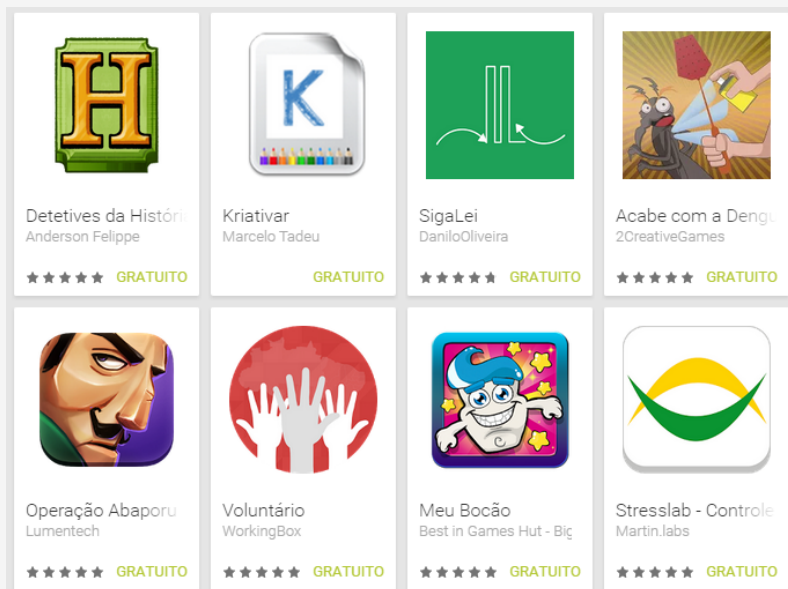 H
K
Detetives da Históri
Anderson Felippe
GRATUITO
Kriativar
Marcelo Tadeu
GRATUITO
SigaLei
DaniloOliveira
GRATUITO
Acabe com a Dengu
2CreativeGames
GRATUITO
Operação Abaporu
Lumentech
GRATUITO
Voluntário
WorkingBox
GRATUITO
Meu Bocão
Best in Games Hut - Big
GRATUITO
Stresslab - Controle
Martin.labs
GRATUITO